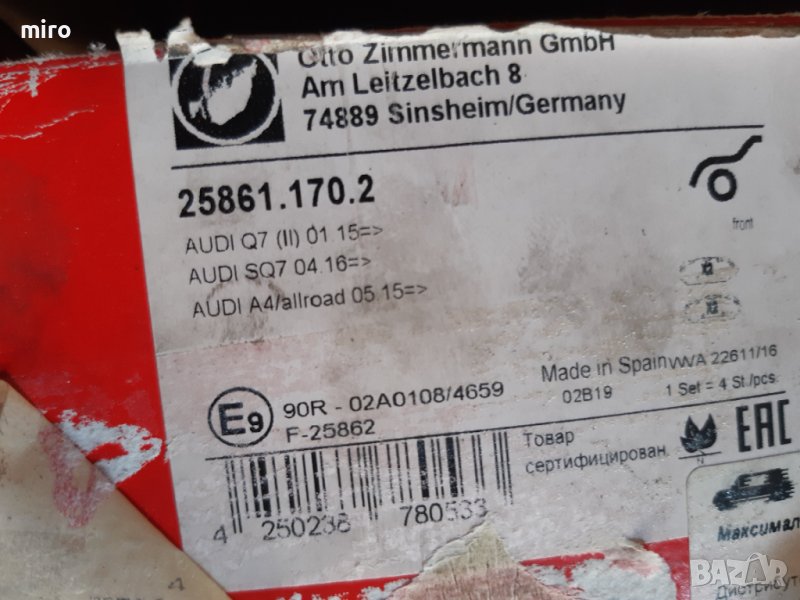 miro
Otto Zimmermann GmbH
Am Leitzelbach 8
74889 Sinsheim/Germany
25861.170.2
front
AUDI Q7 (II) 01.15=>
AUDI SQ7 04.16=>
AUDI A4/allroad 05.15=>
Made in Spain VWA 22611/16
02B19 1 Set = 4 St./pcs.
E9 90R - 02A0108/4659
F-25862
Товар
сертифицирован
EAC
4 250238 780533
BAZAR